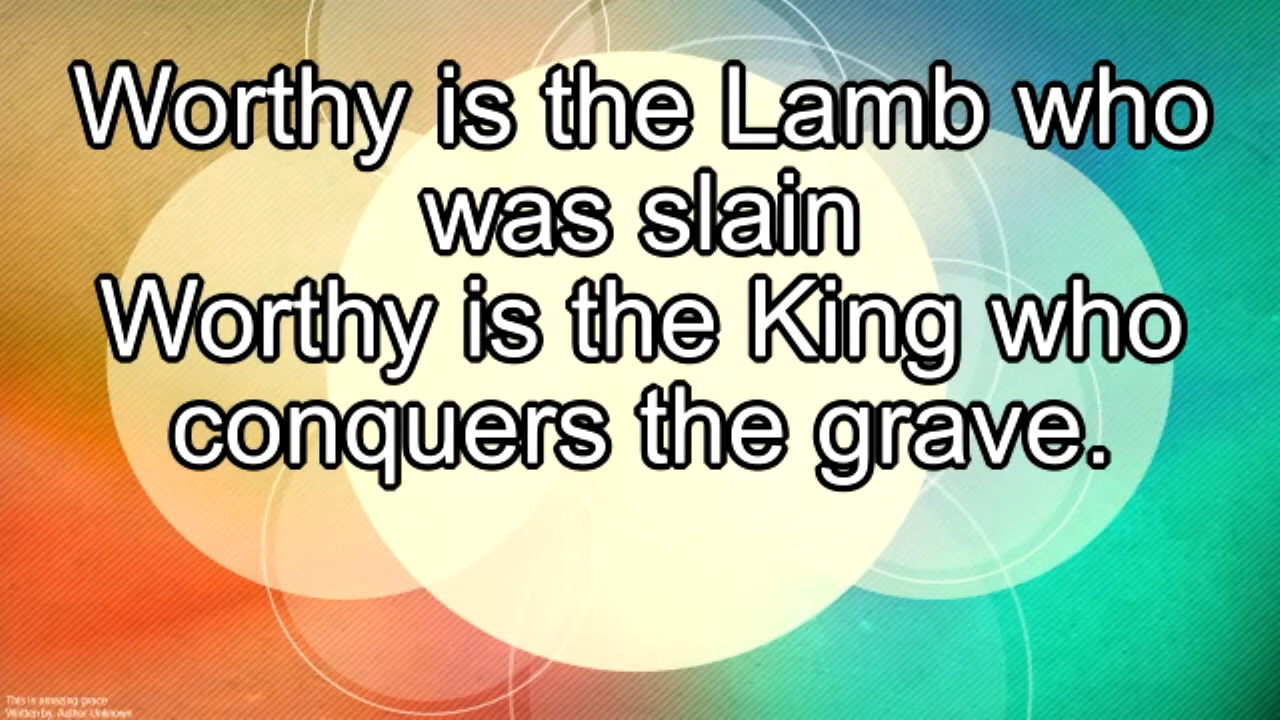 Worthy is the Lamb who
was slain
Worthy is the King who
conquers the grave.
This is amazing grace
Written by: Author Unknown